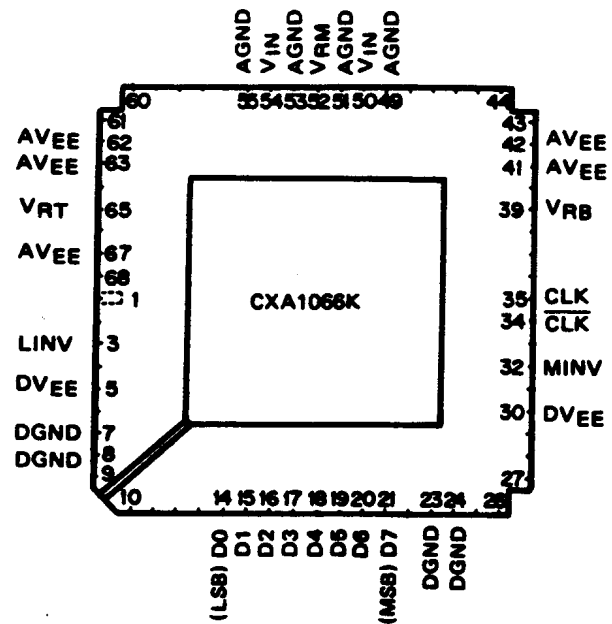 AGND VIN AGND VRM AGND VIN AGND
60 55 54 53 52 51 50 49 44
61
AVEE 62
AVEE 63
VRT 65
AVEE 67
68
1
LINV 3
DVEE 5
DGND 7
DGND 8
9
CXA1066K
43
42 AVEE
41 AVEE
39 VRB
35 CLK
34 CLK
32 MINV
30 DVEE
27
10 14 15 16 17 18 19 20 21 23 24 26
(LSB) D0 D1 D2 D3 D4 D5 D6 (MSB) D7 DGND DGND